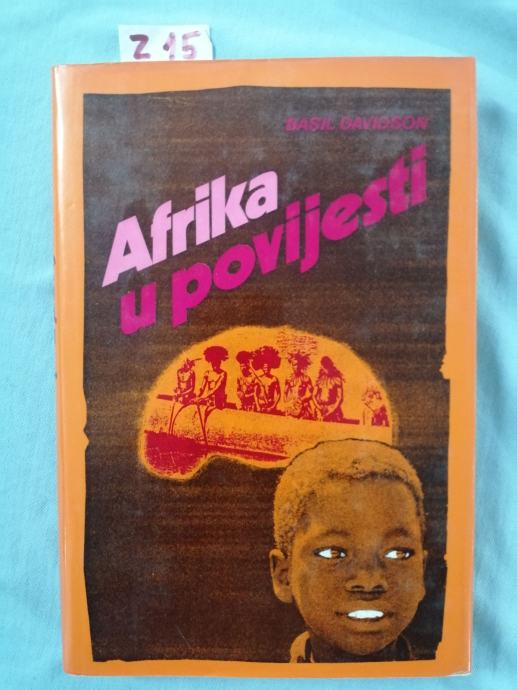 Z 15
BASIL DAVIDSON
Afrika
u povijesti